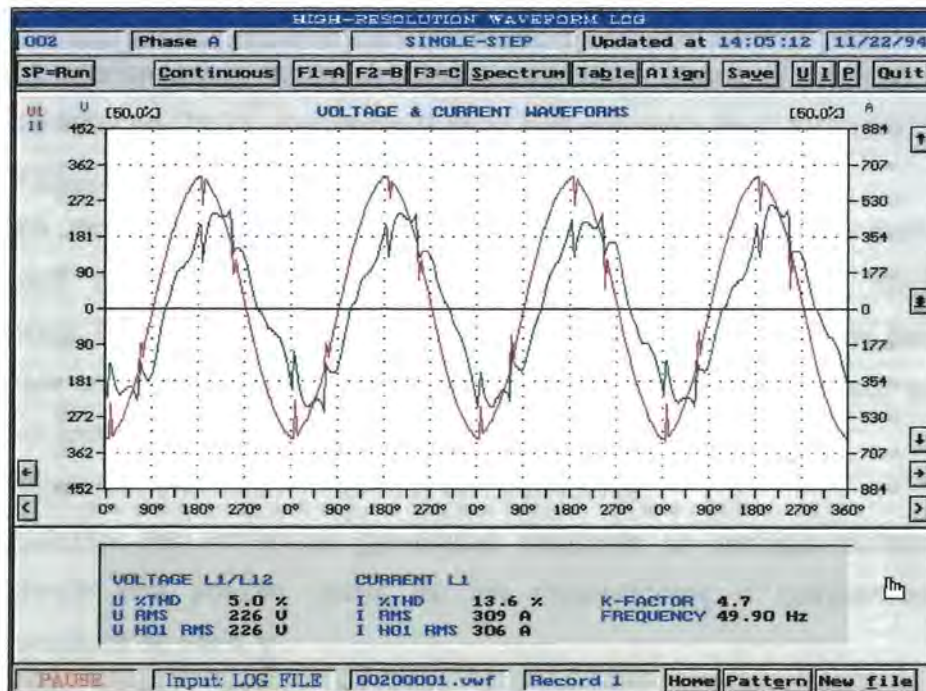 HIGH-RESOLUTION WAVEFORM LOG
002 Phase A SINGLE-STEP Updated at 14:05:12 11/22/94
SP=Run Continuous F1=A F2=B F3=C Spectrum Table Align Save U I P Quit
U1 V [50.0%] VOLTAGE & CURRENT WAVEFORMS [50.0%] A
I1
452 884
362 707
272 530
181 354
90 177
0 0
90 177
181 354
272 530
362 707
452 884
0° 90° 180° 270° 0° 90° 180° 270° 0° 90° 180° 270° 0° 90° 180° 270° 360°
VOLTAGE L1/L12 CURRENT L1
U %THD 5.0 % I %THD 13.6 % K-FACTOR 4.7
U RMS 226 V I RMS 309 A FREQUENCY 49.90 Hz
U H01 RMS 226 V I H01 RMS 306 A
PAUSE Input: LOG FILE 00200001.vwf Record 1 Home Pattern New file